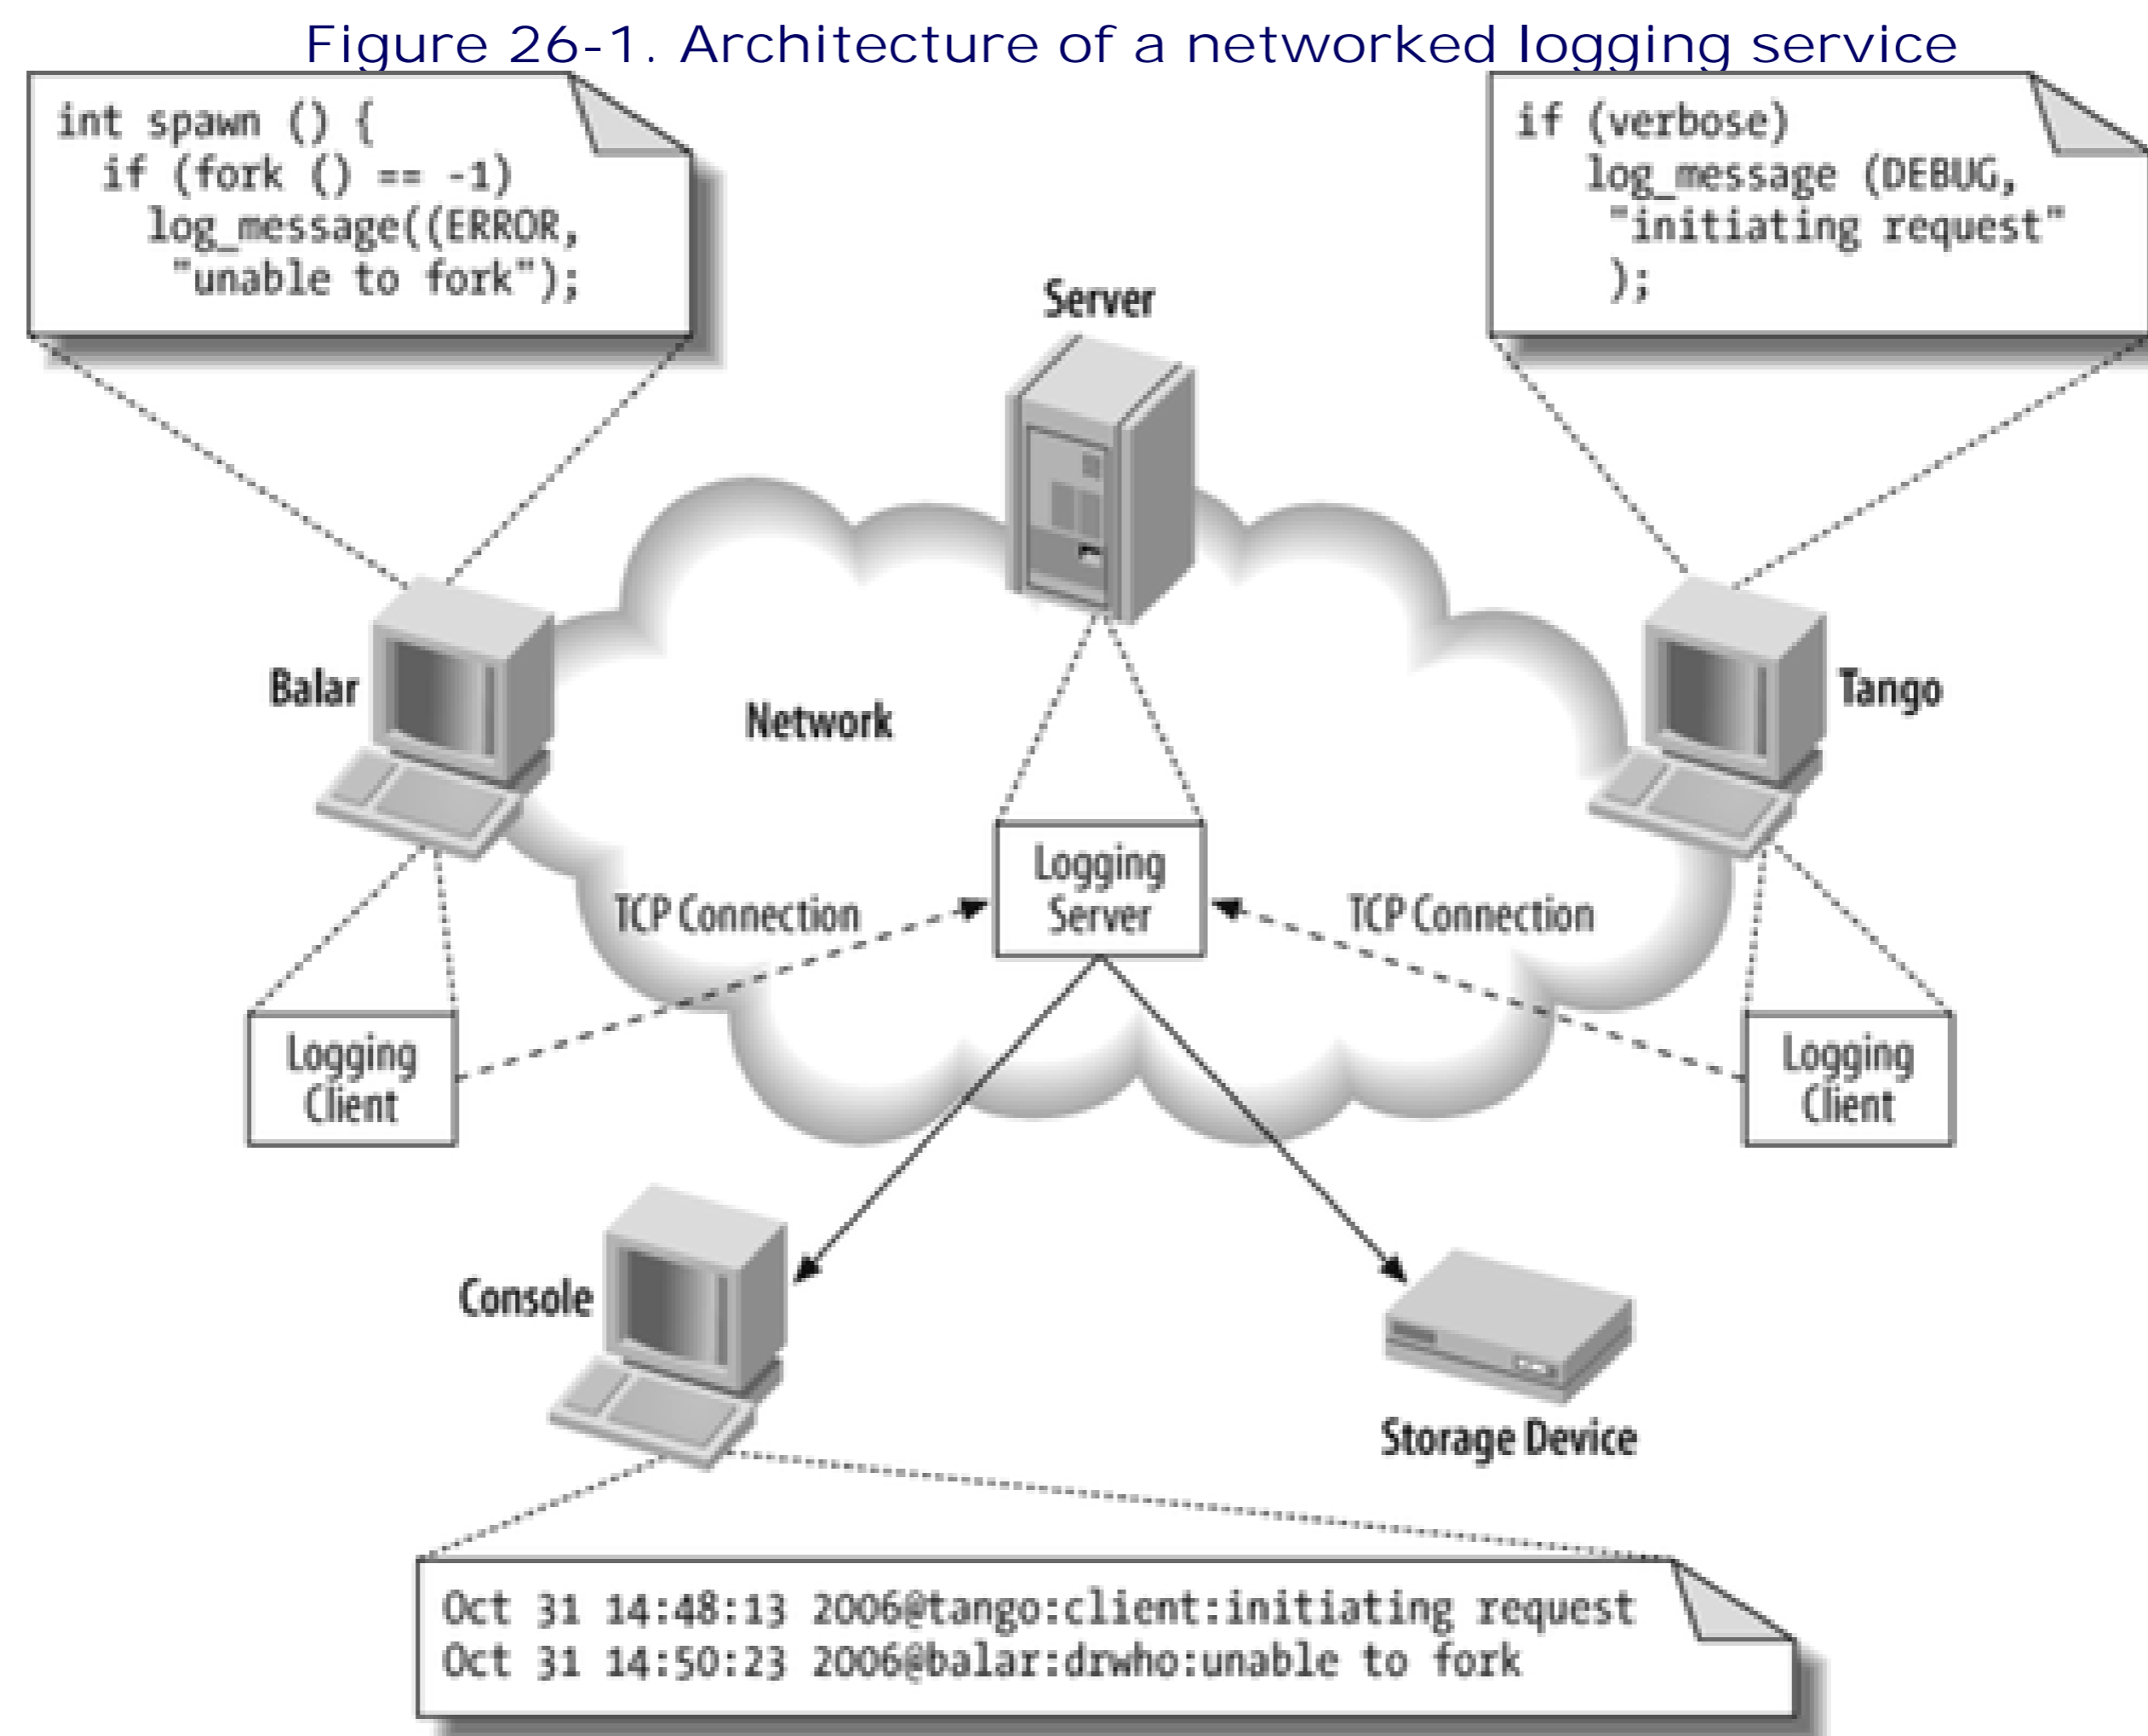 Figure 26-1. Architecture of a networked logging service
int spawn () {
if (fork () == -1)
log_message((ERROR,
"unable to fork");
if (verbose)
log_message (DEBUG,
"initiating request"
);
Server
Balar
Network
Tango
Logging
Server
TCP Connection
TCP Connection
Logging
Client
Logging
Client
Console
Storage Device
Oct 31 14:48:13 2006@tango:client:initiating request
Oct 31 14:50:23 2006@balar:drwho:unable to fork